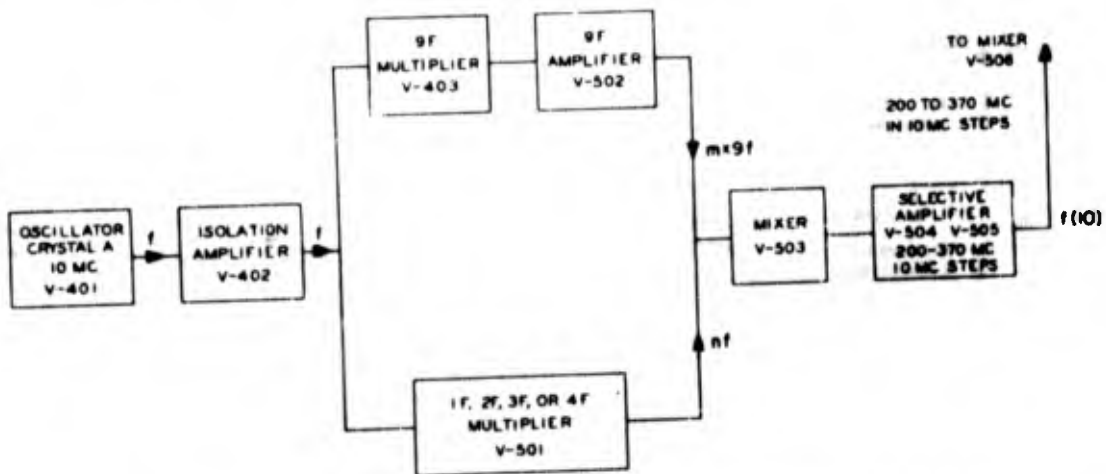 9F
MULTIPLIER
V-403
9F
AMPLIFIER
V-502
TO MIXER
V-508
200 TO 370 MC
IN 10 MC STEPS
m×9f
OSCILLATOR
CRYSTAL A
10 MC
V-401
f
ISOLATION
AMPLIFIER
V-402
f
MIXER
V-503
SELECTIVE
AMPLIFIER
V-504 V-505
200-370 MC
10 MC STEPS
f(10)
nf
1F, 2F, 3F, OR 4F
MULTIPLIER
V-501